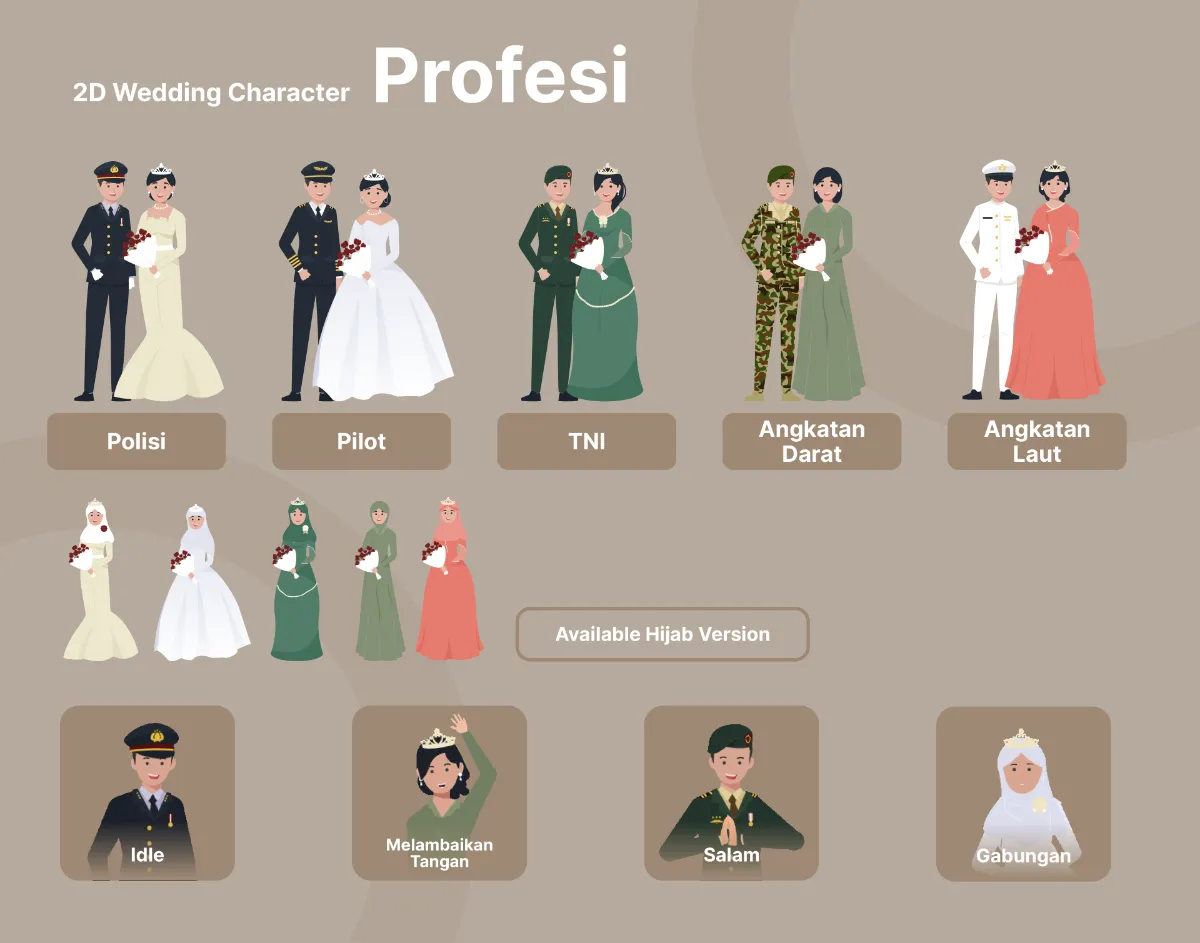 2D Wedding Character Profesi
Polisi
Pilot
TNI
Angkatan
Darat
Angkatan
Laut
Available Hijab Version
Idle
Melambaikan
Tangan
Salam
Gabungan